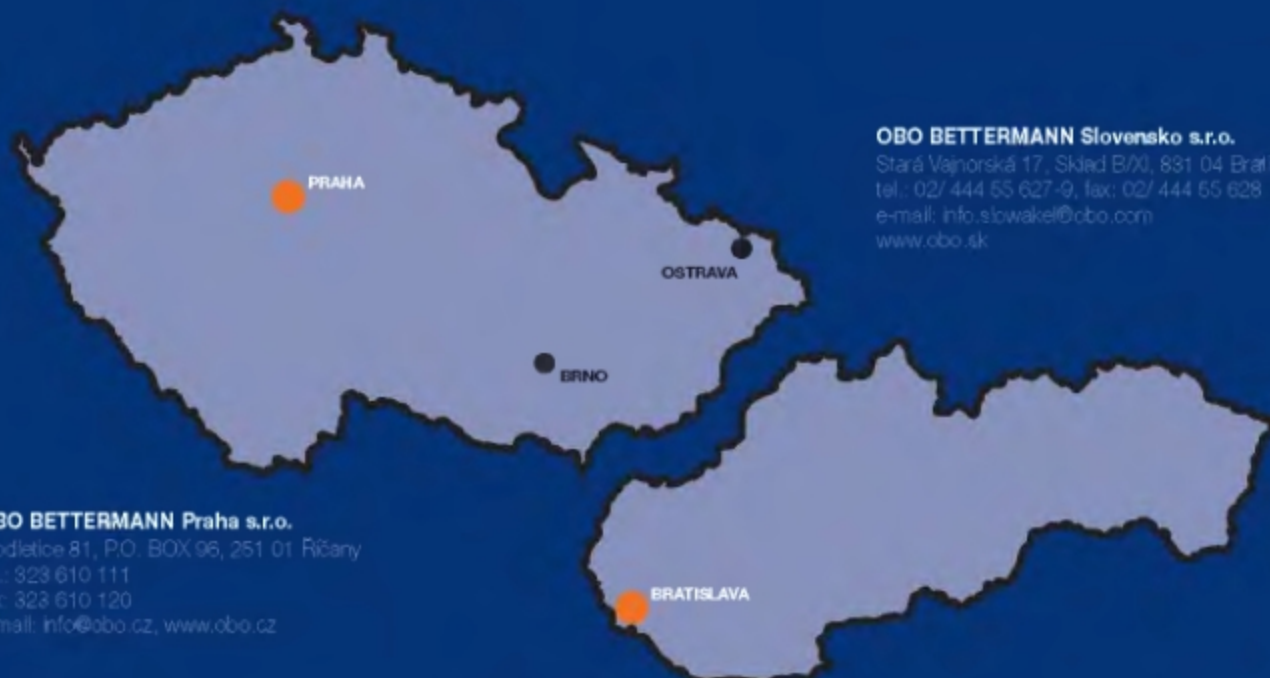 OBO BETTERMANN Slovensko s.r.o.
Stará Vajnorská 17, Sklad B/XI, 831 04 Brat
tel.: 02/ 444 55 627-9, fax: 02/ 444 55 628
e-mail: info.slowakei@obo.com
www.obo.sk
PRAHA
OSTRAVA
BRNO
BO BETTERMANN Praha s.r.o.
odletice 81, P.O. BOX 96, 251 01 Říčany
.: 323 610 111
: 323 610 120
mail: info@obo.cz, www.obo.cz
BRATISLAVA